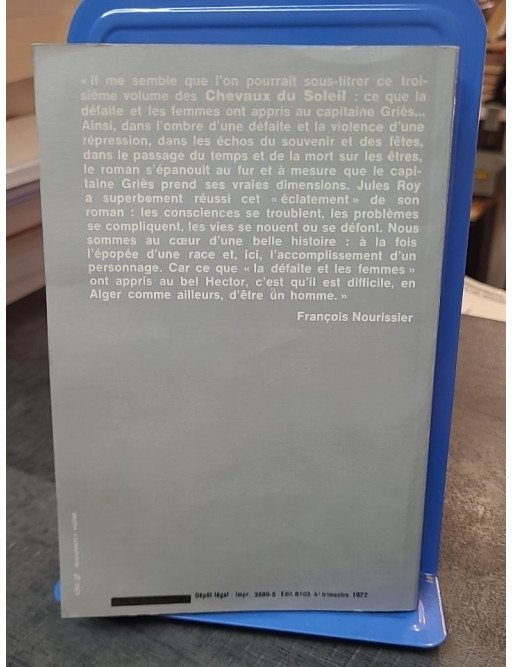 « Il me semble que l'on pourrait sous-titrer ce troi-
sième volume des Chevaux du Soleil : ce que la
défaite et les femmes ont appris au capitaine Griès...
Ainsi, dans l'ombre d'une défaite et la violence d'une
répression, dans les échos du souvenir et des fêtes,
dans le passage du temps et de la mort sur les êtres,
le roman s'épanouit au fur et à mesure que le capi-
taine Griès prend ses vraies dimensions. Jules Roy
a superbement réussi cet « éclatement » de son
roman : les consciences se troublent, les problèmes
se compliquent, les vies se nouent ou se défont. Nous
sommes au cœur d'une belle histoire : à la fois
l'épopée d'une race et, ici, l'accomplissement d'un
personnage. Car ce que « la défaite et les femmes »
ont appris au bel Hector, c'est qu'il est difficile, en
Alger comme ailleurs, d'être un homme. »
François Nourissier
document : viollet
Dépôt légal - Impr. 3686-5 Edit. 8103 4e trimestre 1977